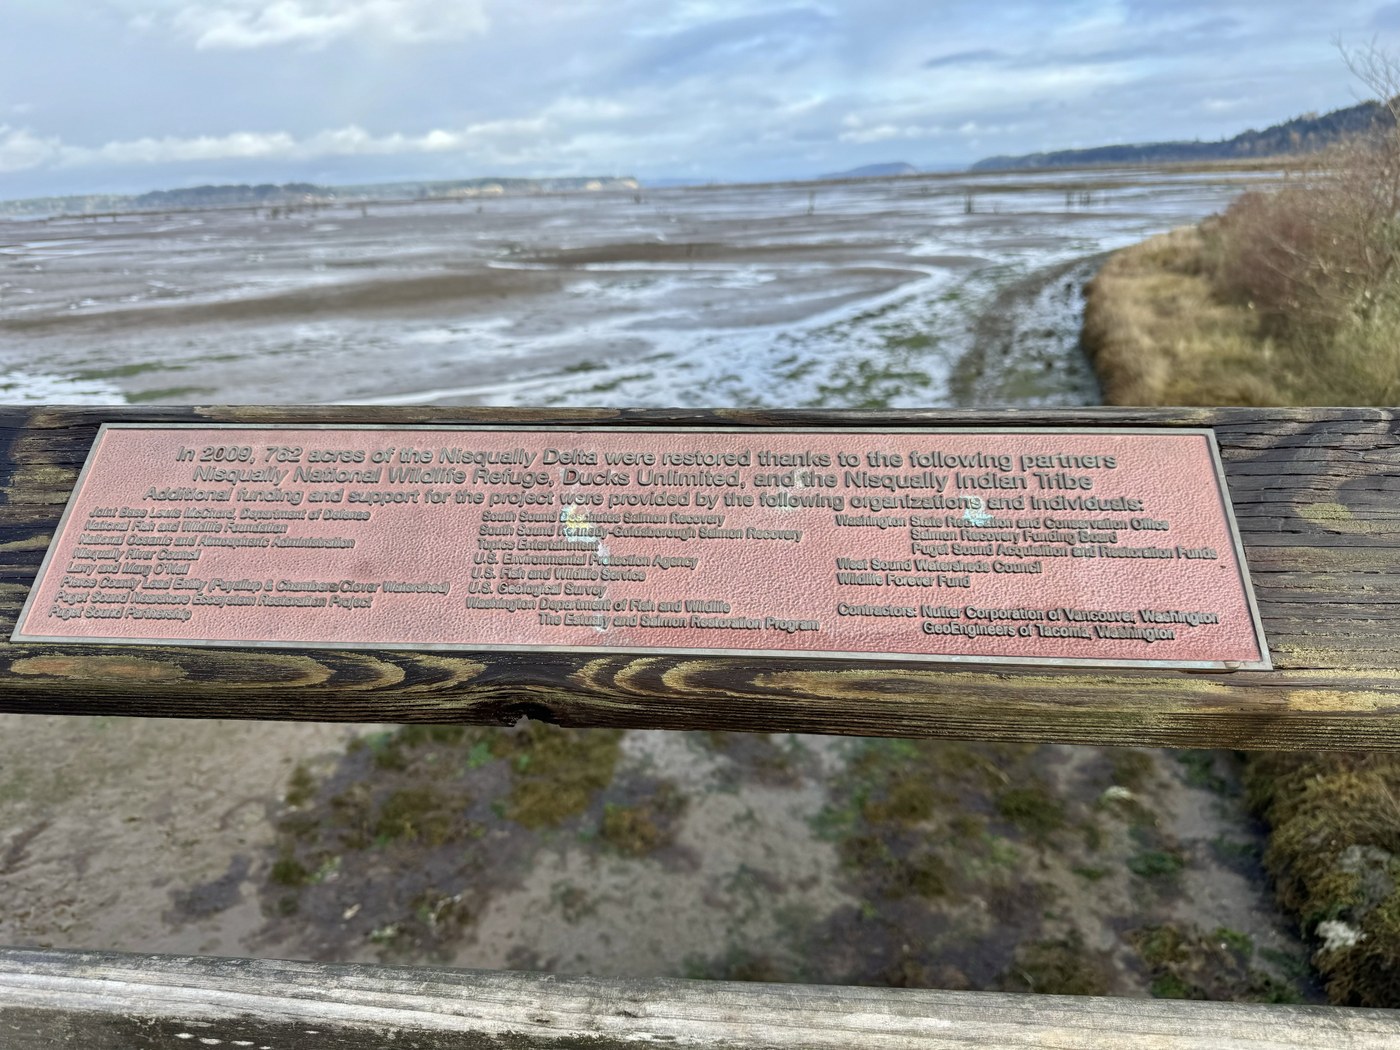 In 2009, 762 acres of the Nisqually Delta were restored thanks to the following partners
Nisqually National Wildlife Refuge, Ducks Unlimited, and the Nisqually Indian Tribe
Additional funding and support for the project were provided by the following organizations and individuals:
Joint Base Lewis McChord, Department of Defense
National Fish and Wildlife Foundation
National Oceanic and Atmospheric Administration
Nisqually River Council
Larry and Mary O'Neil
Pierce County Lead Entity (Puyallup & Chambers/Clover Watershed)
Puget Sound Nearshore Ecosystem Restoration Project
Puget Sound Partnership
South Sound Salmon Recovery
South Sound Kennedy-Goldsborough Salmon Recovery
Entertainment
U.S. Environmental Protection Agency
U.S. Fish and Wildlife Service
U.S. Geological Survey
Washington Department of Fish and Wildlife
The Estuary and Salmon Restoration Program
Washington State Recreation and Conservation Office
Salmon Recovery Funding Board
Puget Sound Acquisition and Restoration Funds
West Sound Watersheds Council
Wildlife Forever Fund
Contractors: Nutter Corporation of Vancouver, Washington
GeoEngineers of Tacoma, Washington